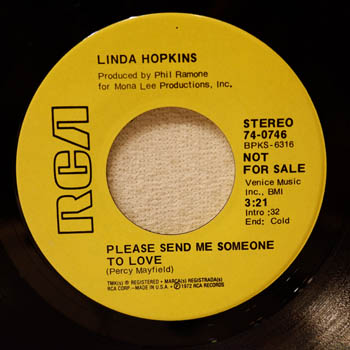 LINDA HOPKINS
Produced by Phil Ramone
for Mona Lee Productions, Inc.
RCA
STEREO
74-0746
BPKS-6316
NOT
FOR SALE
Venice Music
Inc., BMI
3:21
Intro :32
End: Cold
PLEASE SEND ME SOMEONE
TO LOVE
(Percy Mayfield)
TMK(s) ® REGISTERED • MARCA(s) REGISTRADA(s)
RCA CORP.—MADE IN U.S.A. • ℗ 1972 RCA RECORDS